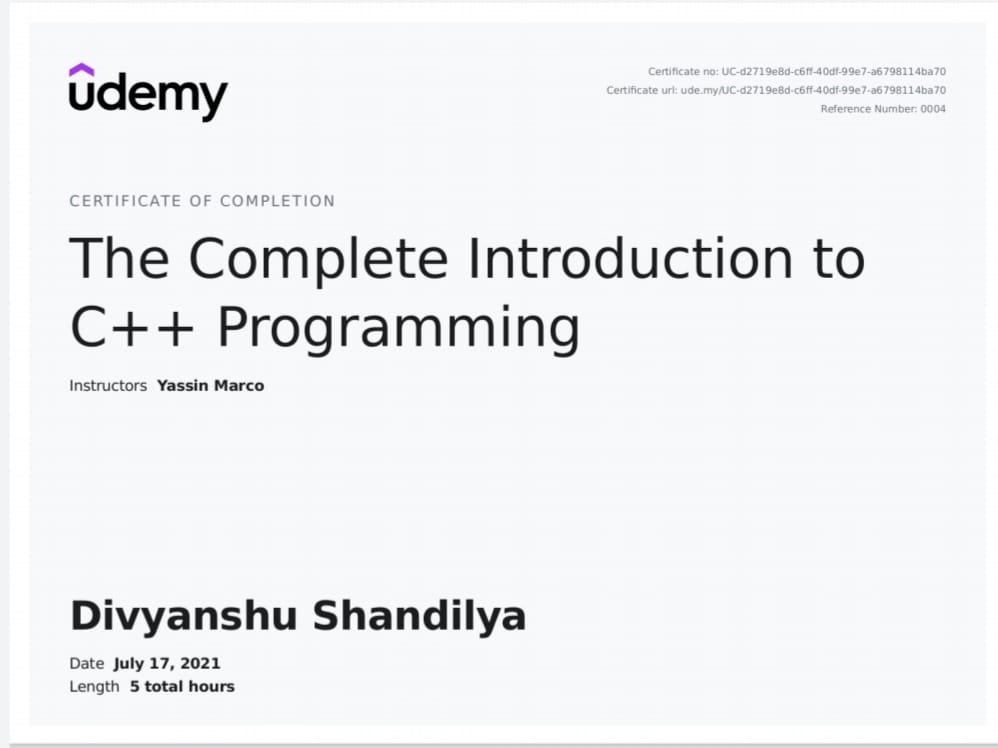 udemy
Certificate no: UC-d2719e8d-c6ff-40df-99e7-a6798114ba70
Certificate url: ude.my/UC-d2719e8d-c6ff-40df-99e7-a6798114ba70
Reference Number: 0004
CERTIFICATE OF COMPLETION
The Complete Introduction to
C++ Programming
Instructors Yassin Marco
Divyanshu Shandilya
Date July 17, 2021
Length 5 total hours